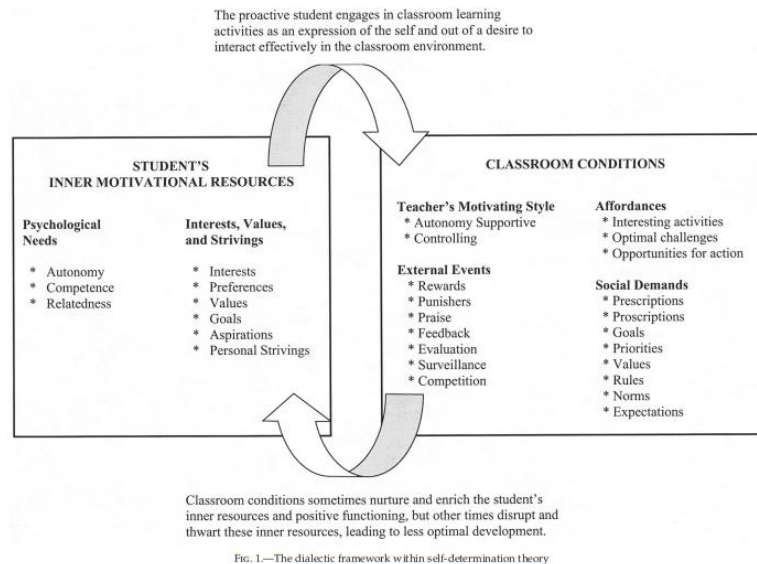 The proactive student engages in classroom learning
activities as an expression of the self and out of a desire to
interact effectively in the classroom environment.
STUDENT'S
INNER MOTIVATIONAL RESOURCES
Psychological
Needs
* Autonomy
* Competence
* Relatedness
Interests, Values,
and Strivings
* Interests
* Preferences
* Values
* Goals
* Aspirations
* Personal Strivings
CLASSROOM CONDITIONS
Teacher's Motivating Style
* Autonomy Supportive
* Controlling
External Events
* Rewards
* Punishers
* Praise
* Feedback
* Evaluation
* Surveillance
* Competition
Affordances
* Interesting activities
* Optimal challenges
* Opportunities for action
Social Demands
* Prescriptions
* Proscriptions
* Goals
* Priorities
* Values
* Rules
* Norms
* Expectations
Classroom conditions sometimes nurture and enrich the student's
inner resources and positive functioning, but other times disrupt and
thwart these inner resources, leading to less optimal development.
FIG. 1.—The dialectic framework within self-determination theory